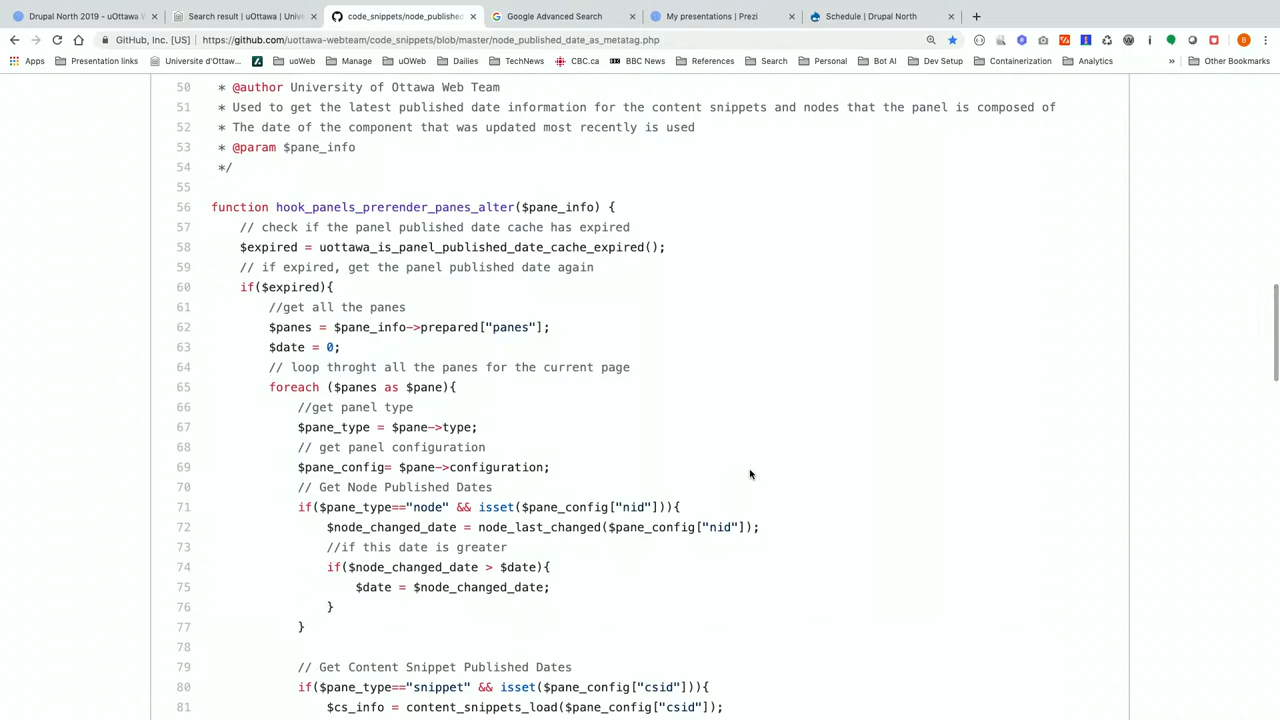 Drupal North 2019 - uOttawa W
Search result | uOttawa | Unive
code_snippets/node_published
Google Advanced Search
My presentations | Prezi
Schedule | Drupal North
GitHub, Inc. [US]
https://github.com/uottawa-webteam/code_snippets/blob/master/node_published_date_as_metatag.php
Apps
Presentation links
Universite d'Ottaw...
uoWeb
Manage
uOWeb
Dailies
TechNews
CBC.ca
BBC News
References
Search
Personal
Bot AI
Dev Setup
Containerization
Analytics
»
Other Bookmarks
50 * @author University of Ottawa Web Team
51 * Used to get the latest published date information for the content snippets and nodes that the panel is composed of
52 * The date of the component that was updated most recently is used
53 * @param $pane_info
54 */
55
56 function hook_panels_prerender_panes_alter($pane_info) {
57 // check if the panel published date cache has expired
58 $expired = uottawa_is_panel_published_date_cache_expired();
59 // if expired, get the panel published date again
60 if($expired){
61 //get all the panes
62 $panes = $pane_info->prepared["panes"];
63 $date = 0;
64 // loop throght all the panes for the current page
65 foreach ($panes as $pane){
66 //get panel type
67 $pane_type = $pane->type;
68 // get panel configuration
69 $pane_config= $pane->configuration;
70 // Get Node Published Dates
71 if($pane_type=="node" && isset($pane_config["nid"])){
72 $node_changed_date = node_last_changed($pane_config["nid"]);
73 //if this date is greater
74 if($node_changed_date > $date){
75 $date = $node_changed_date;
76 }
77 }
78
79 // Get Content Snippet Published Dates
80 if($pane_type=="snippet" && isset($pane_config["csid"])){
81 $cs_info = content_snippets_load($pane_config["csid"]);